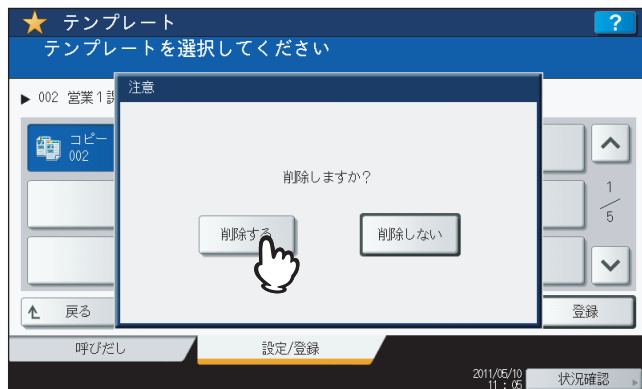 テンプレート
?
テンプレートを選択してください
002 営業1課
注意
コピー
002
削除しますか?
削除する
削除しない
1
5
戻る
登録
呼びだし
設定/登録
2011/05/10
11:05
状況確認